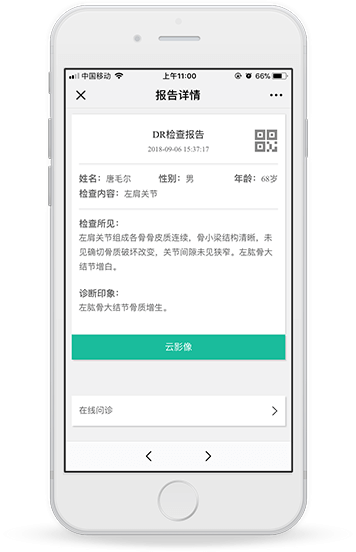 中国移动 上午11:00 66%
报告详情
DR检查报告
2018-09-06 15:37:17
姓名：唐毛尔 性别：男 年龄：68岁
检查内容：左肩关节
检查所见：
左肩关节组成各骨骨皮质连续，骨小梁结构清晰、未
见确切骨质破坏改变，关节间隙未见狭窄。左肱骨大
结节增白。
诊断印象：
左肱骨大结节骨质增生。
云影像
在线问诊